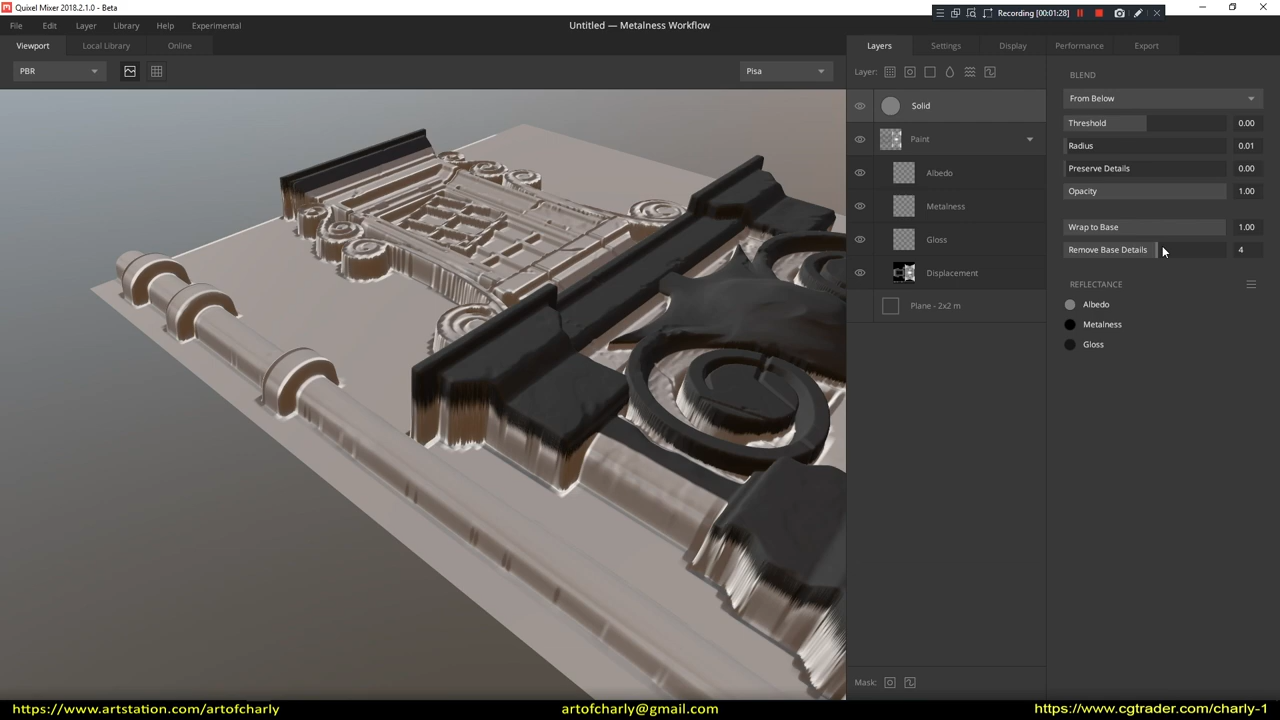 Quixel Mixer 2018.2.1.0 - Beta
Recording [00:01:28]
File Edit Layer Library Help Experimental
Untitled — Metalness Workflow
Viewport Local Library Online
Layers Settings Display Performance Export
PBR
Pisa
Layer:
Solid
Paint
Albedo
Metalness
Gloss
Displacement
Plane - 2x2 m
Mask:
BLEND
From Below
Threshold 0.00
Radius 0.01
Preserve Details 0.00
Opacity 1.00
Wrap to Base 1.00
Remove Base Details 4
REFLECTANCE
Albedo
Metalness
Gloss
https://www.artstation.com/artofcharly
artofcharly@gmail.com
https://www.cgtrader.com/charly-1